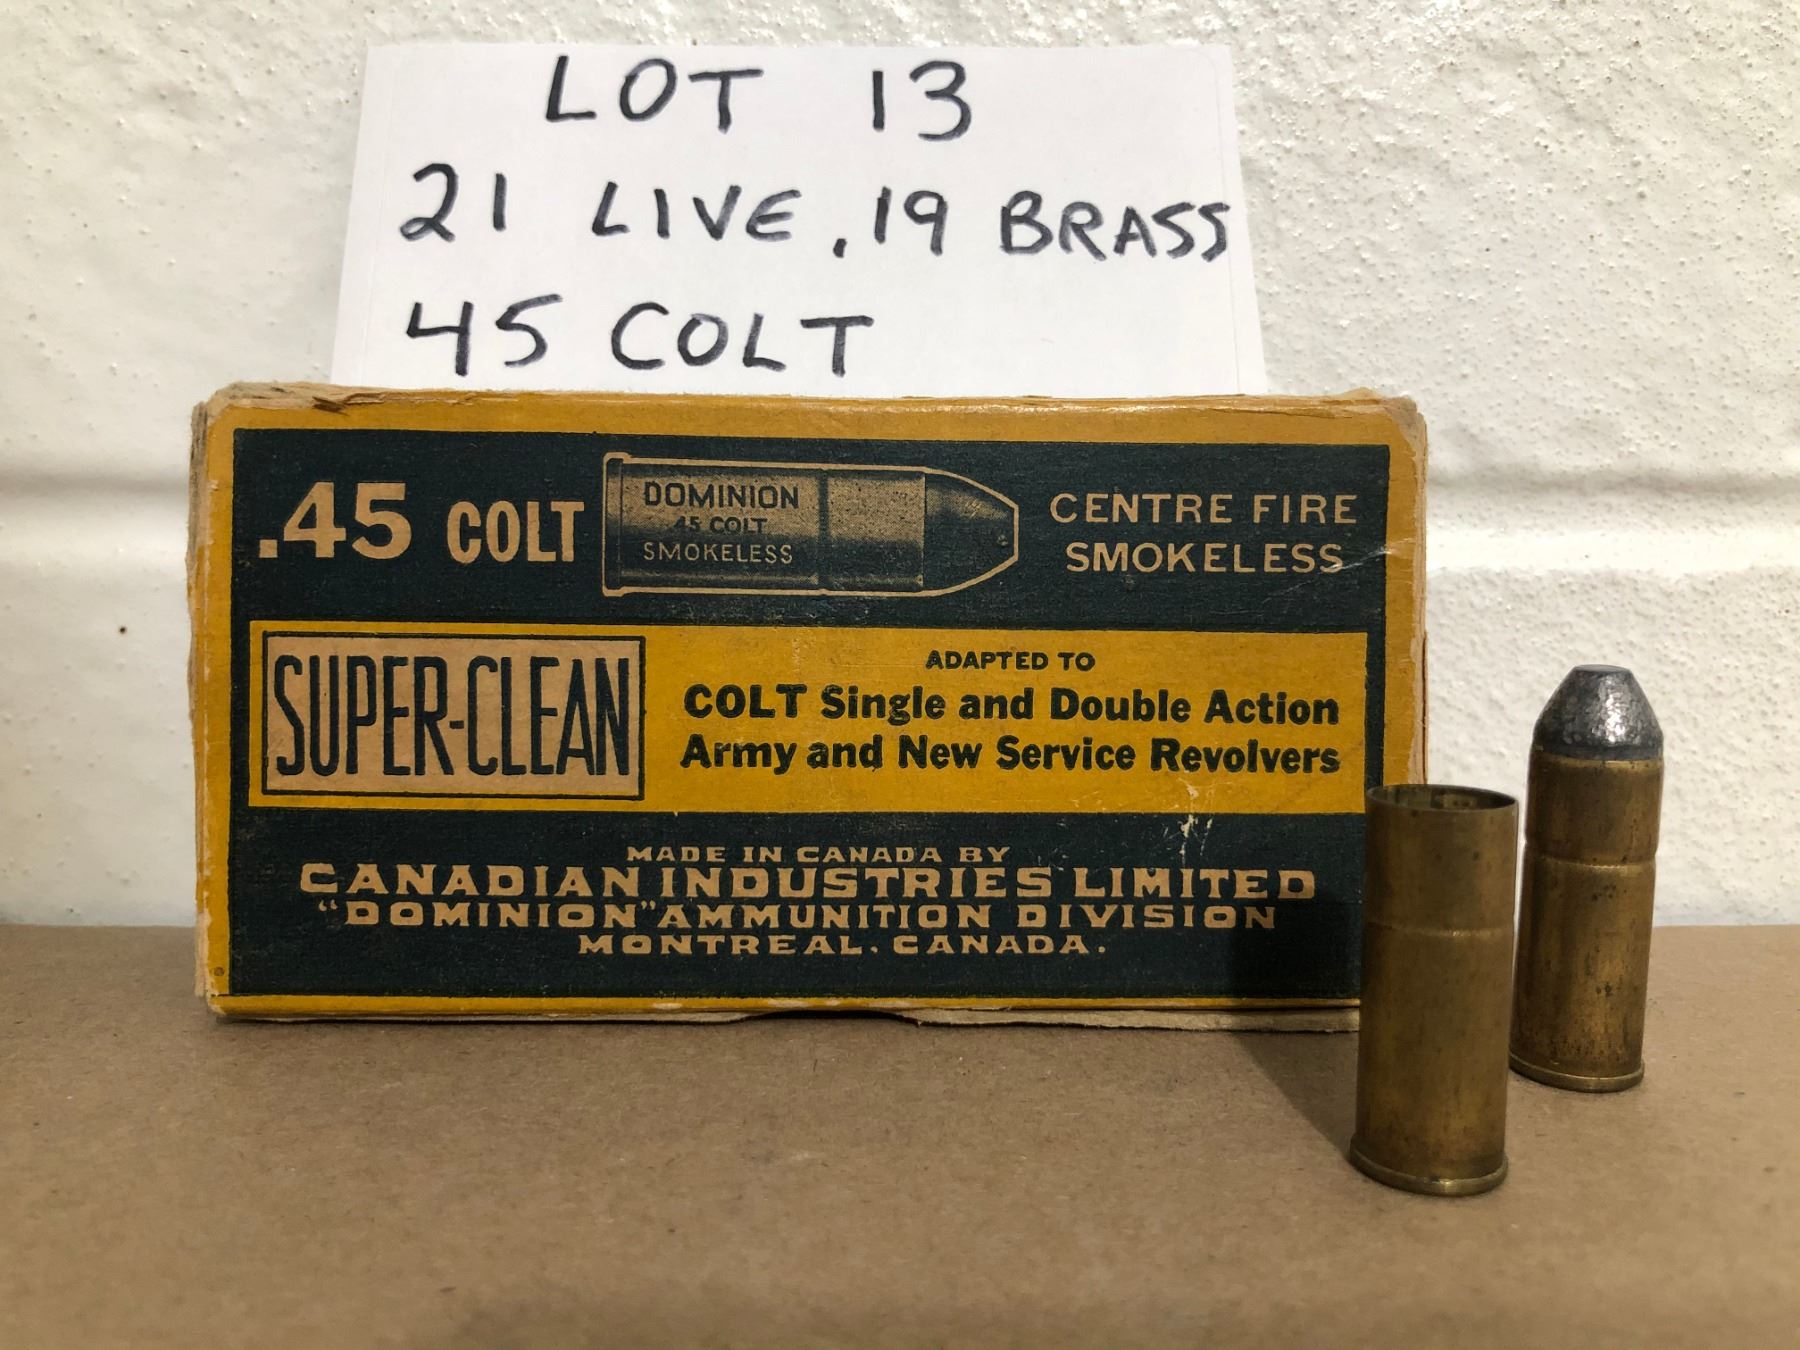 LOT 13
21 LIVE, 19 BRASS
45 COLT
.45 COLT
DOMINION
.45 COLT
SMOKELESS
CENTRE FIRE
SMOKELESS
SUPER-CLEAN
ADAPTED TO
COLT Single and Double Action
Army and New Service Revolvers
MADE IN CANADA BY
CANADIAN INDUSTRIES LIMITED
"DOMINION" AMMUNITION DIVISION
MONTREAL. CANADA.